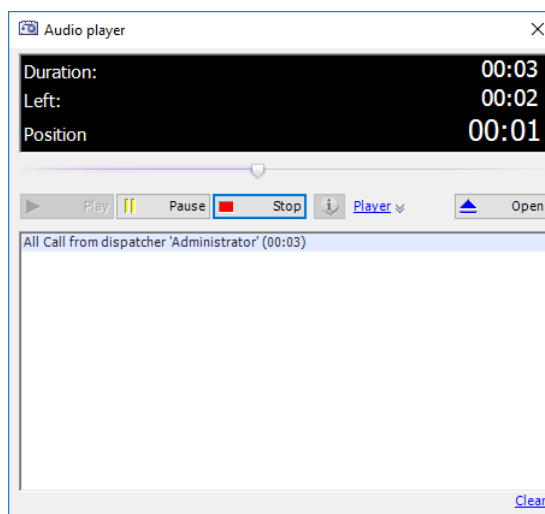 Audio player
Duration: 00:03
Left: 00:02
Position 00:01
Play Pause Stop Player Open
All Call from dispatcher 'Administrator' (00:03)
Clear